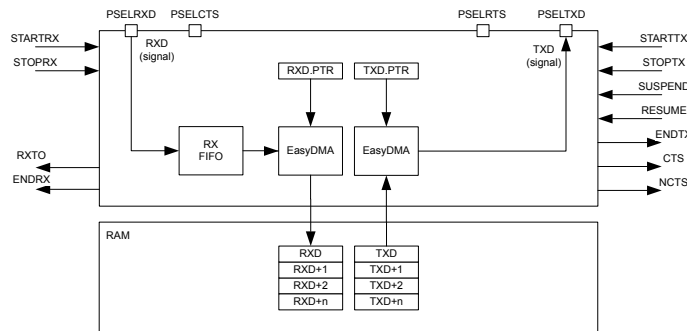 PSELRXD
PSELCTS
PSELRTS
PSELTXD
STARTRX
STOPRX
RXD
(signal)
TXD
(signal)
STARTTX
STOPTX
SUSPEND
RESUME
RXD.PTR
TXD.PTR
RX
FIFO
EasyDMA
EasyDMA
ENDTX
CTS
NCTS
RXTO
ENDRX
RAM
RXD
RXD+1
RXD+2
RXD+n
TXD
TXD+1
TXD+2
TXD+n